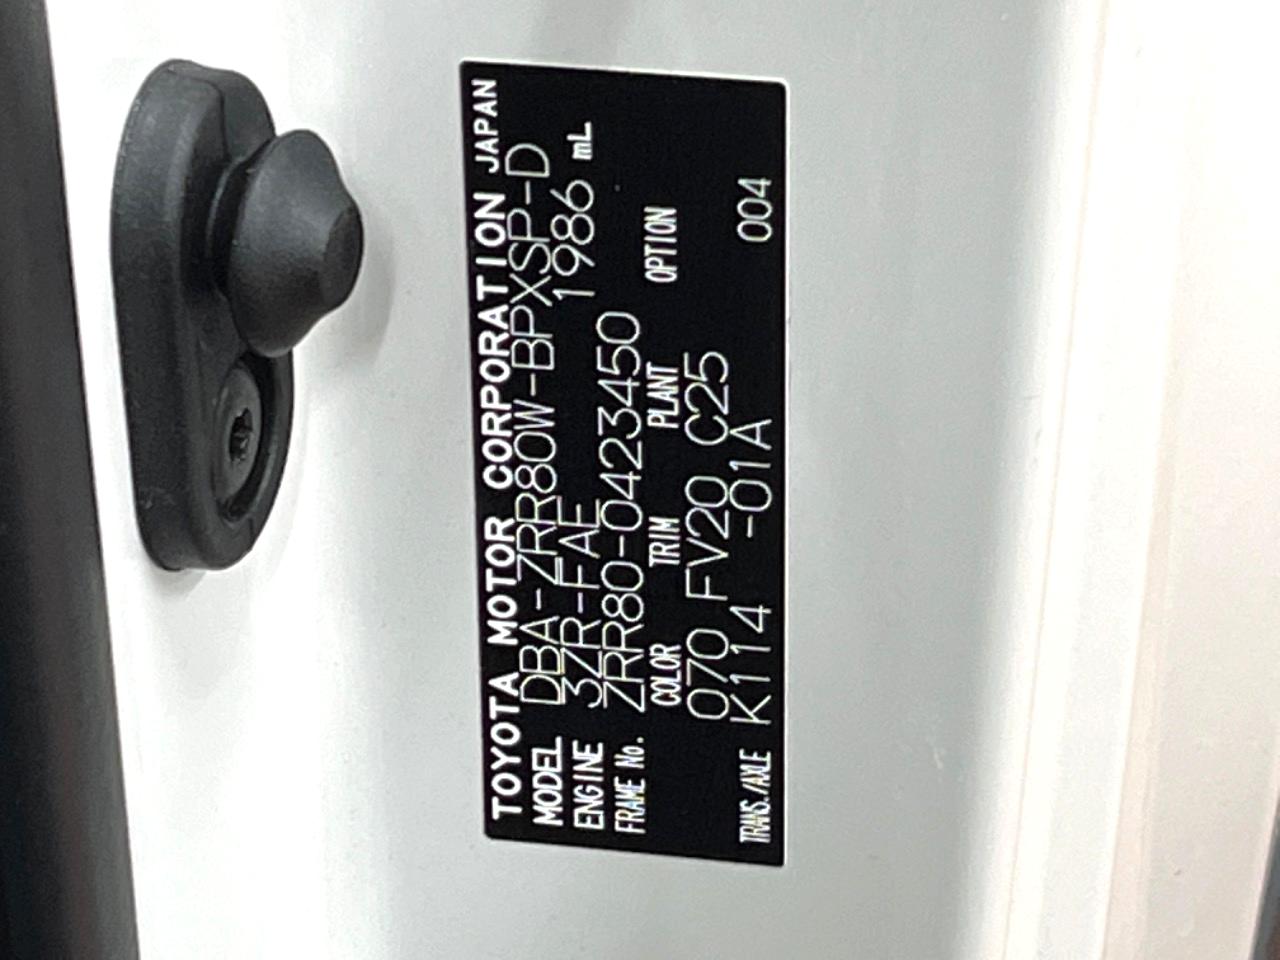 TOYOTA MOTOR CORPORATION JAPAN
MODEL DBA-ZRR80W-BPXSP-D
ENGINE 3ZR-FAE 1986 mL
FRAME No. ZRR80-0423450
COLOR TRIM PLANT OPTION
070 FV20 C25
TRANS./AXLE K114 -01A 004